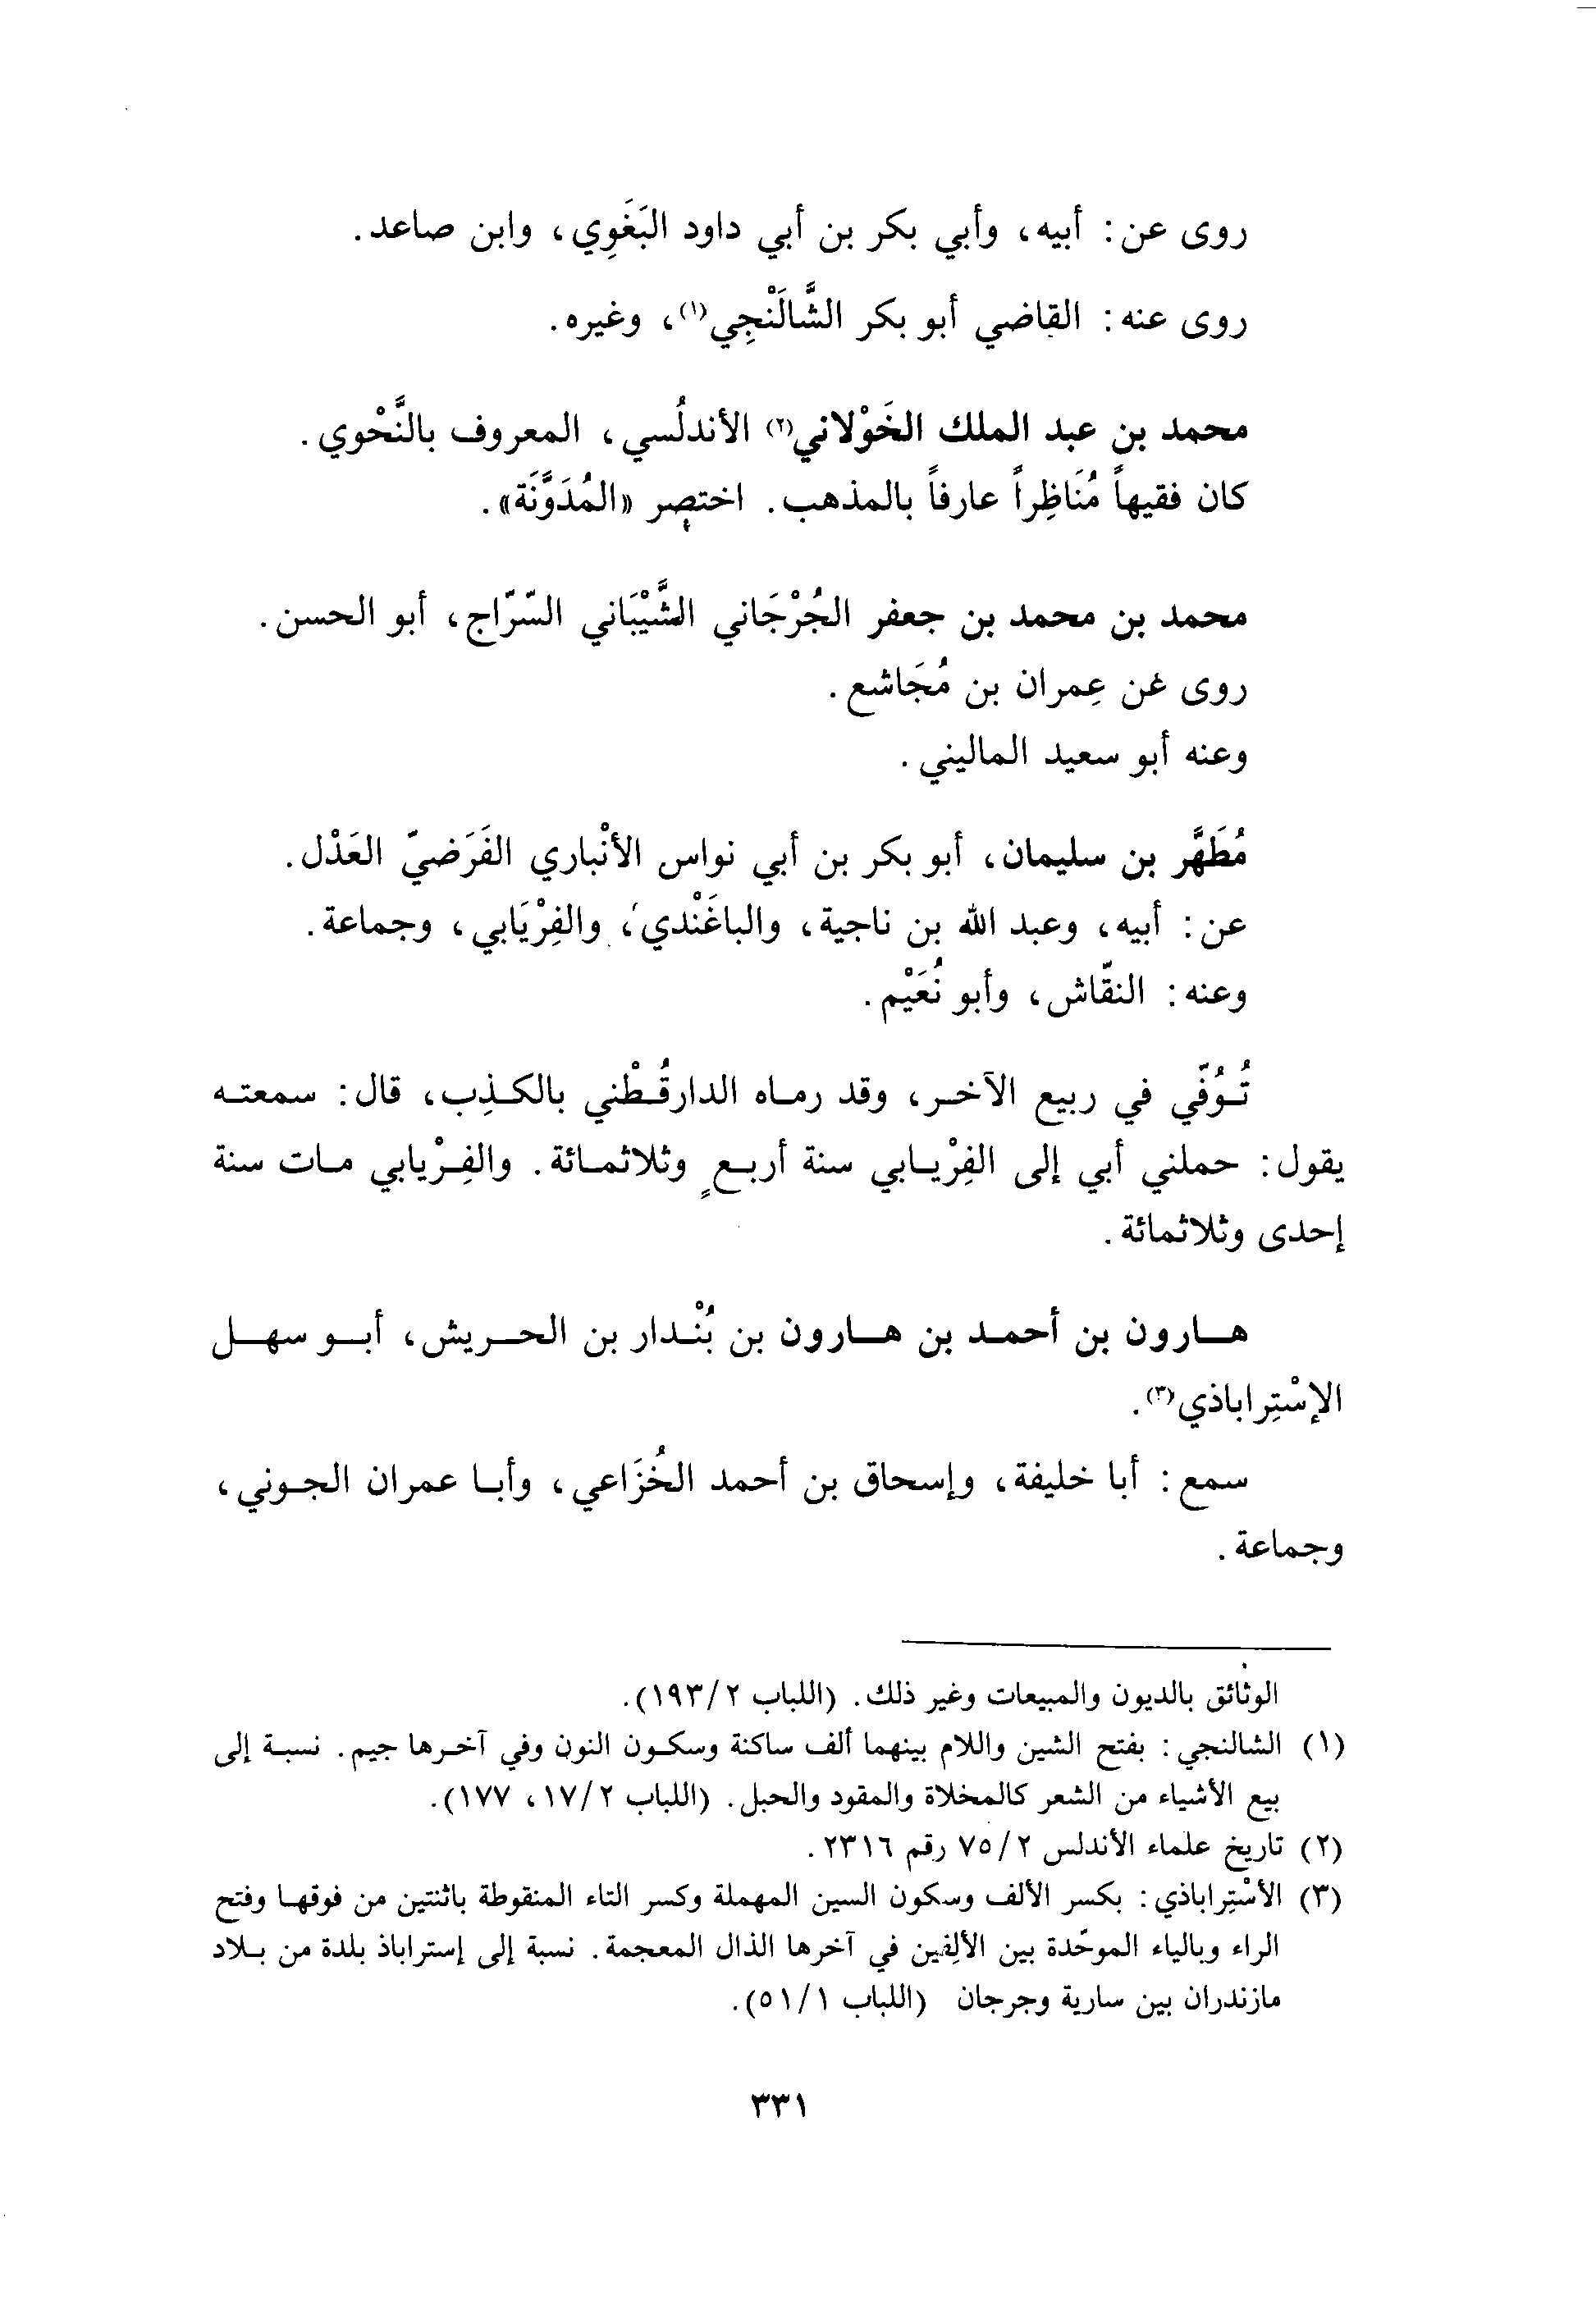 روى عن: أبيه، وأبي بكر بن أبي داود البَغَوِي، وابن صاعد.
روى عنه: القاضي أبو بكر الشَّالَنْجِي(١)، وغيره.
محمد بن عبد الملك الخَوْلاني(٢) الأندلُسي، المعروف بالنَّحْوي.
كان فقيهاً مُنَاظِراً عارفاً بالمذهب. اختصر «المُدَوَّنَة».
محمد بن محمد بن جعفر الجُرْجَاني الشَّيْبَاني السّرّاج، أبو الحسن.
روى غن عِمران بن مُجَاشع.
وعنه أبو سعيد الماليني.
مُطَهَّر بن سليمان، أبو بكر بن أبي نواس الأنْباري الفَرَضيّ العَدْل.
عن: أبيه، وعبد الله بن ناجية، والباغَنْدي، والفِرْيَابي، وجماعة.
وعنه: النقّاش، وأبو نُعَيْم.
تُوُفّي في ربيع الآخر، وقد رماه الدارقُطْني بالكذِب، قال: سمعته
يقول: حملني أبي إلى الفِرْيابي سنة أربعٍ وثلاثمائة. والفِرْيابي مات سنة
إحدى وثلاثمائة.
هارون بن أحمد بن هارون بن بُنْدار بن الحريش، أبو سهل
الإسْتِراباذي(٣).
سمع: أبا خليفة، وإسحاق بن أحمد الخُزَاعي، وأبا عمران الجوني،
وجماعة.
الوثائق بالديون والمبيعات وغير ذلك. (اللباب ٢/١٩٣).
(١) الشالنجي: بفتح الشين واللام بينهما ألف ساكنة وسكون النون وفي آخرها جيم. نسبة إلى
بيع الأشياء من الشعر كالمخلاة والمقود والحبل. (اللباب ٢/١٧، ١٧٧).
(٢) تاريخ علماء الأندلس ٢/٧٥ رقم ٢٣١٦.
(٣) الأسْتِراباذي: بكسر الألف وسكون السين المهملة وكسر التاء المنقوطة باثنتين من فوقها وفتح
الراء وبالياء الموحّدة بين الألِفين في آخرها الذال المعجمة. نسبة إلى إستراباذ بلدة من بلاد
مازندران بين سارية وجرجان (اللباب ١/٥١).
٣٣١